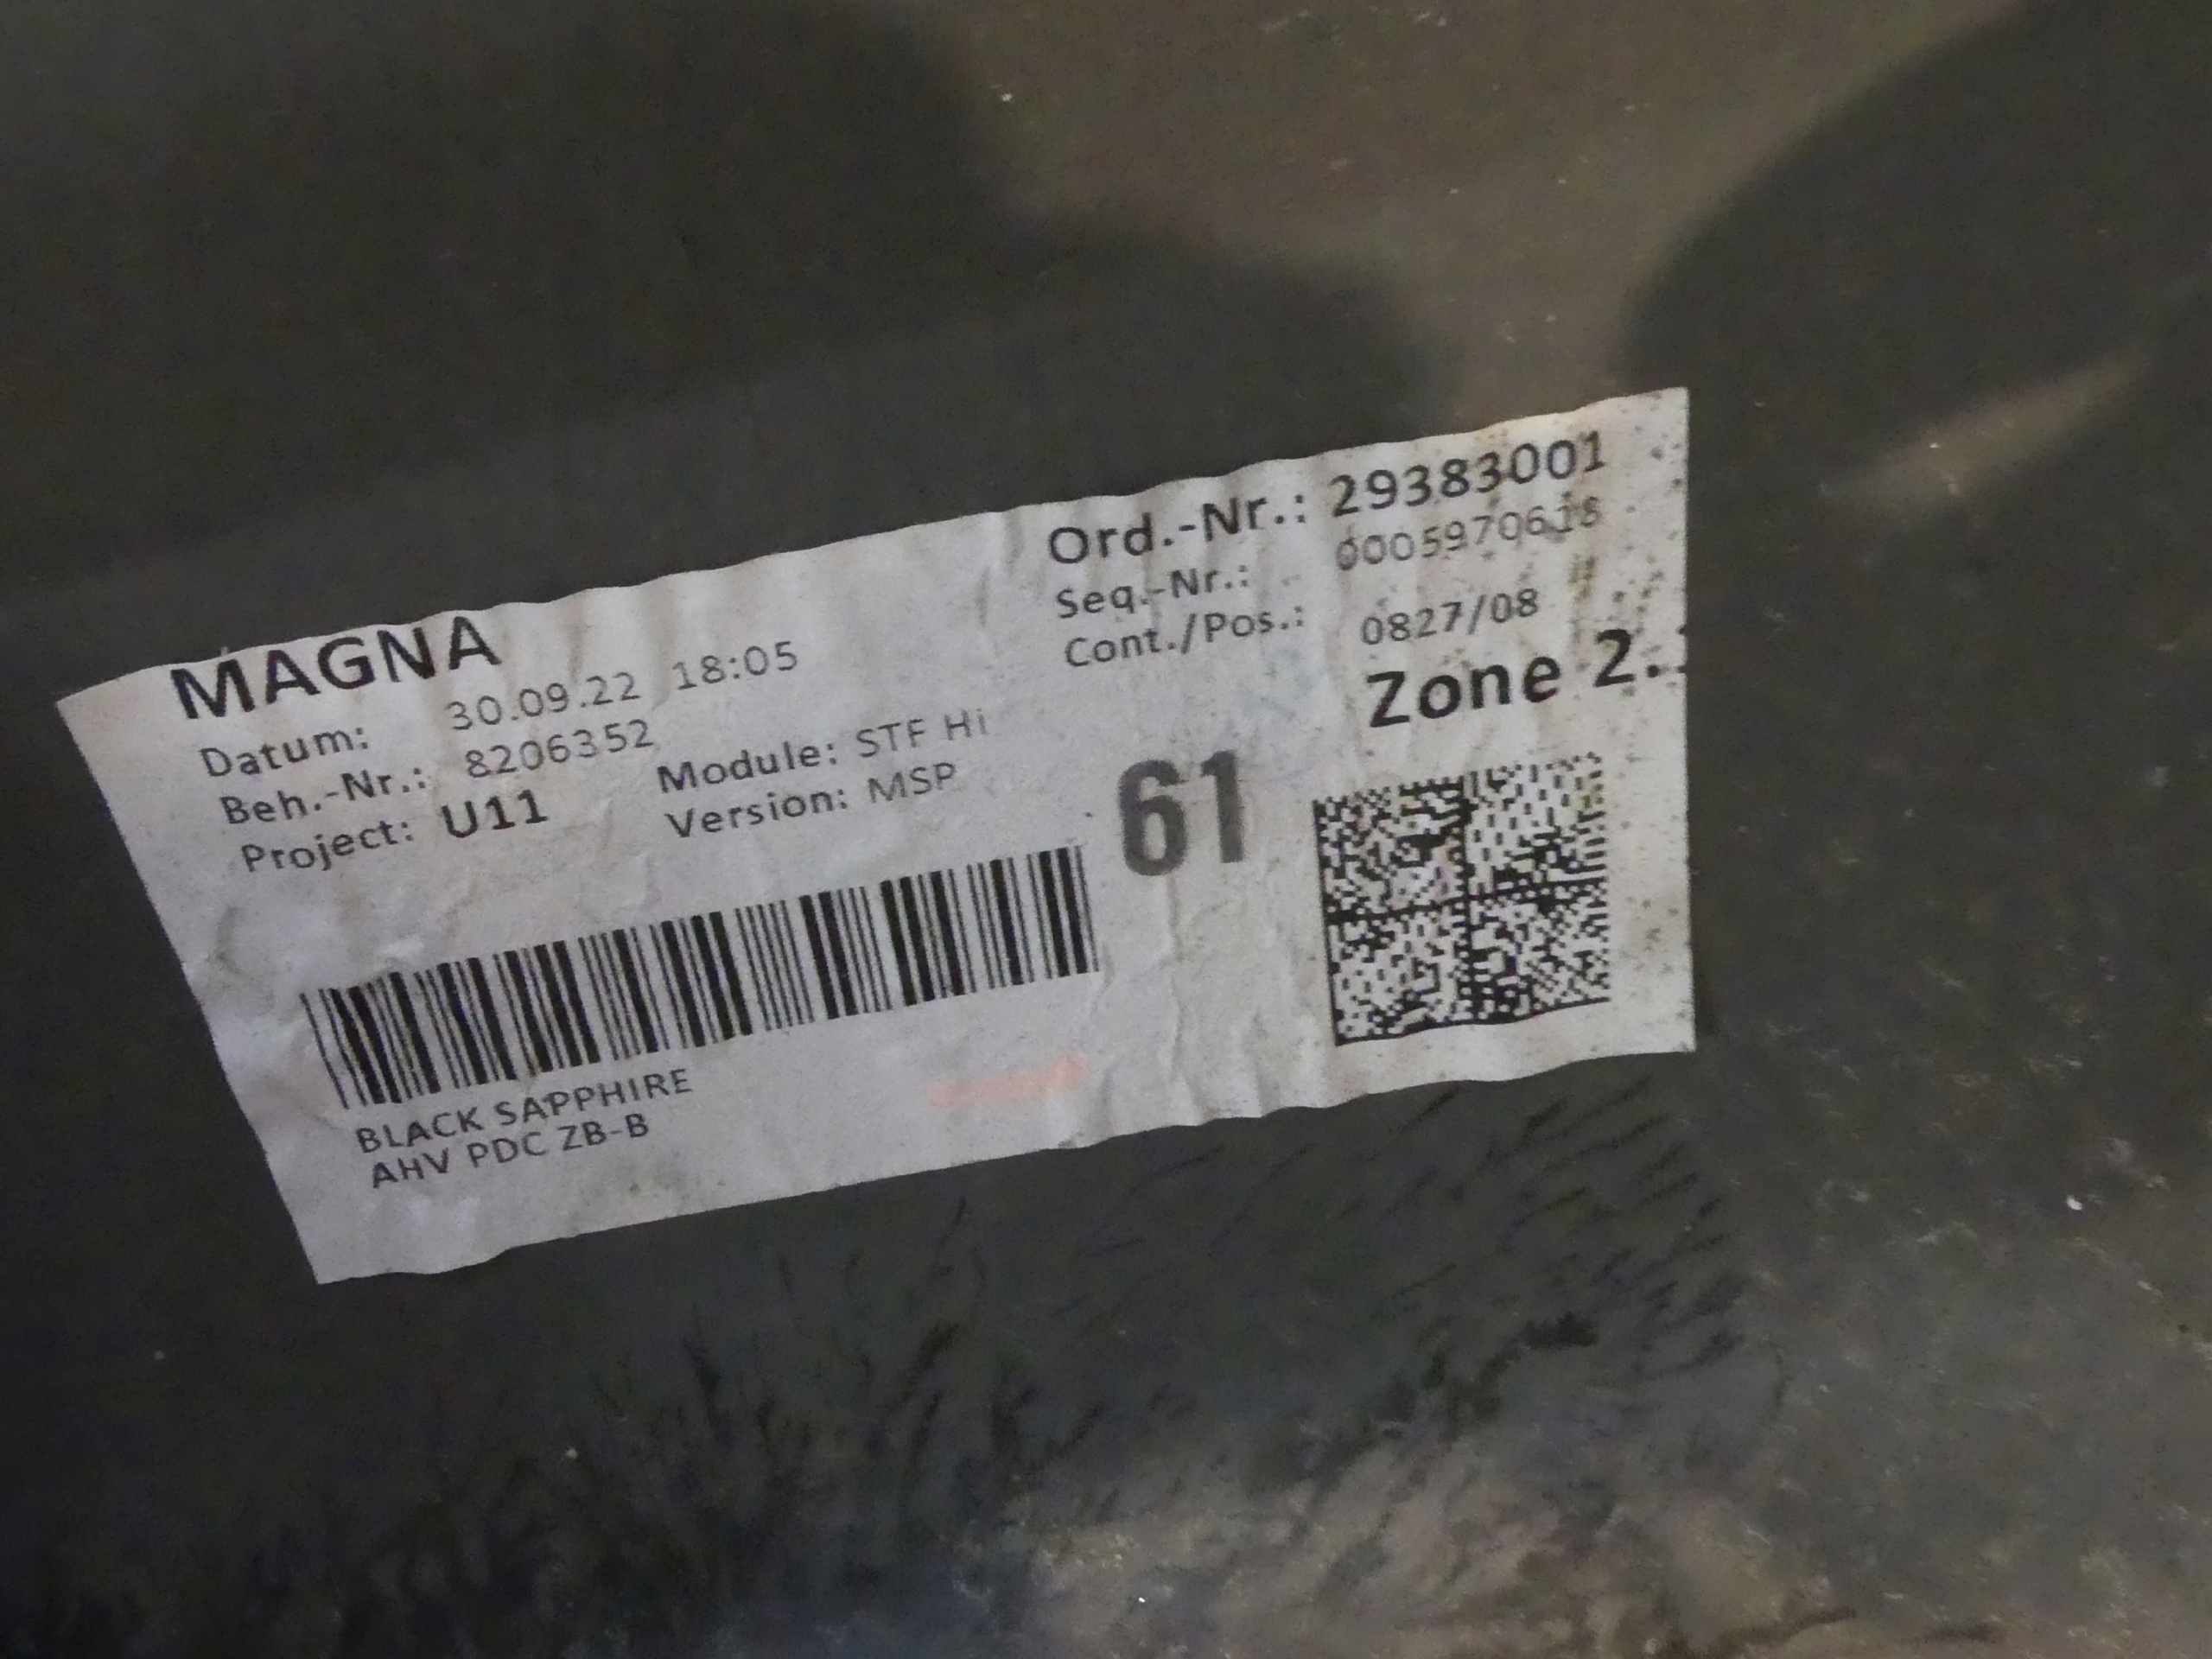 MAGNA
Datum: 30.09.22 18:05
Beh.-Nr.: 8206352
Project: U11
Module: STF Hi
Version: MSP
Ord.-Nr.: 29383001
Seq.-Nr.: 0005970618
Cont./Pos.: 0827/08
Zone 2.
61
BLACK SAPPHIRE
AHV PDC ZB-B